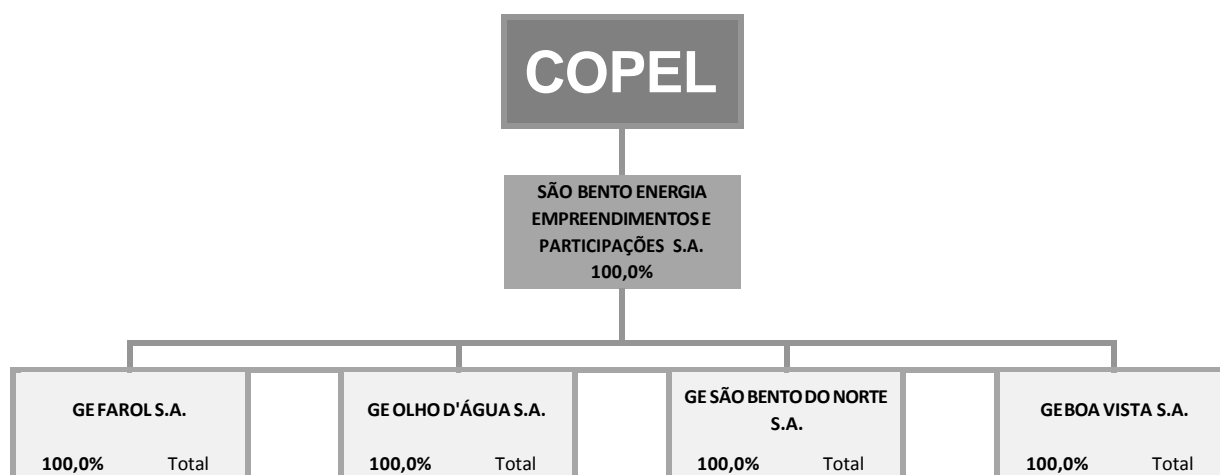 COPEL
SÃO BENTO ENERGIA
EMPREENDIMENTOS E
PARTICIPAÇÕES S.A.
100,0%
GE FAROL S.A.
100,0% Total
GE OLHO D'ÁGUA S.A.
100,0% Total
GE SÃO BENTO DO NORTE
S.A.
100,0% Total
GE BOA VISTA S.A.
100,0% Total